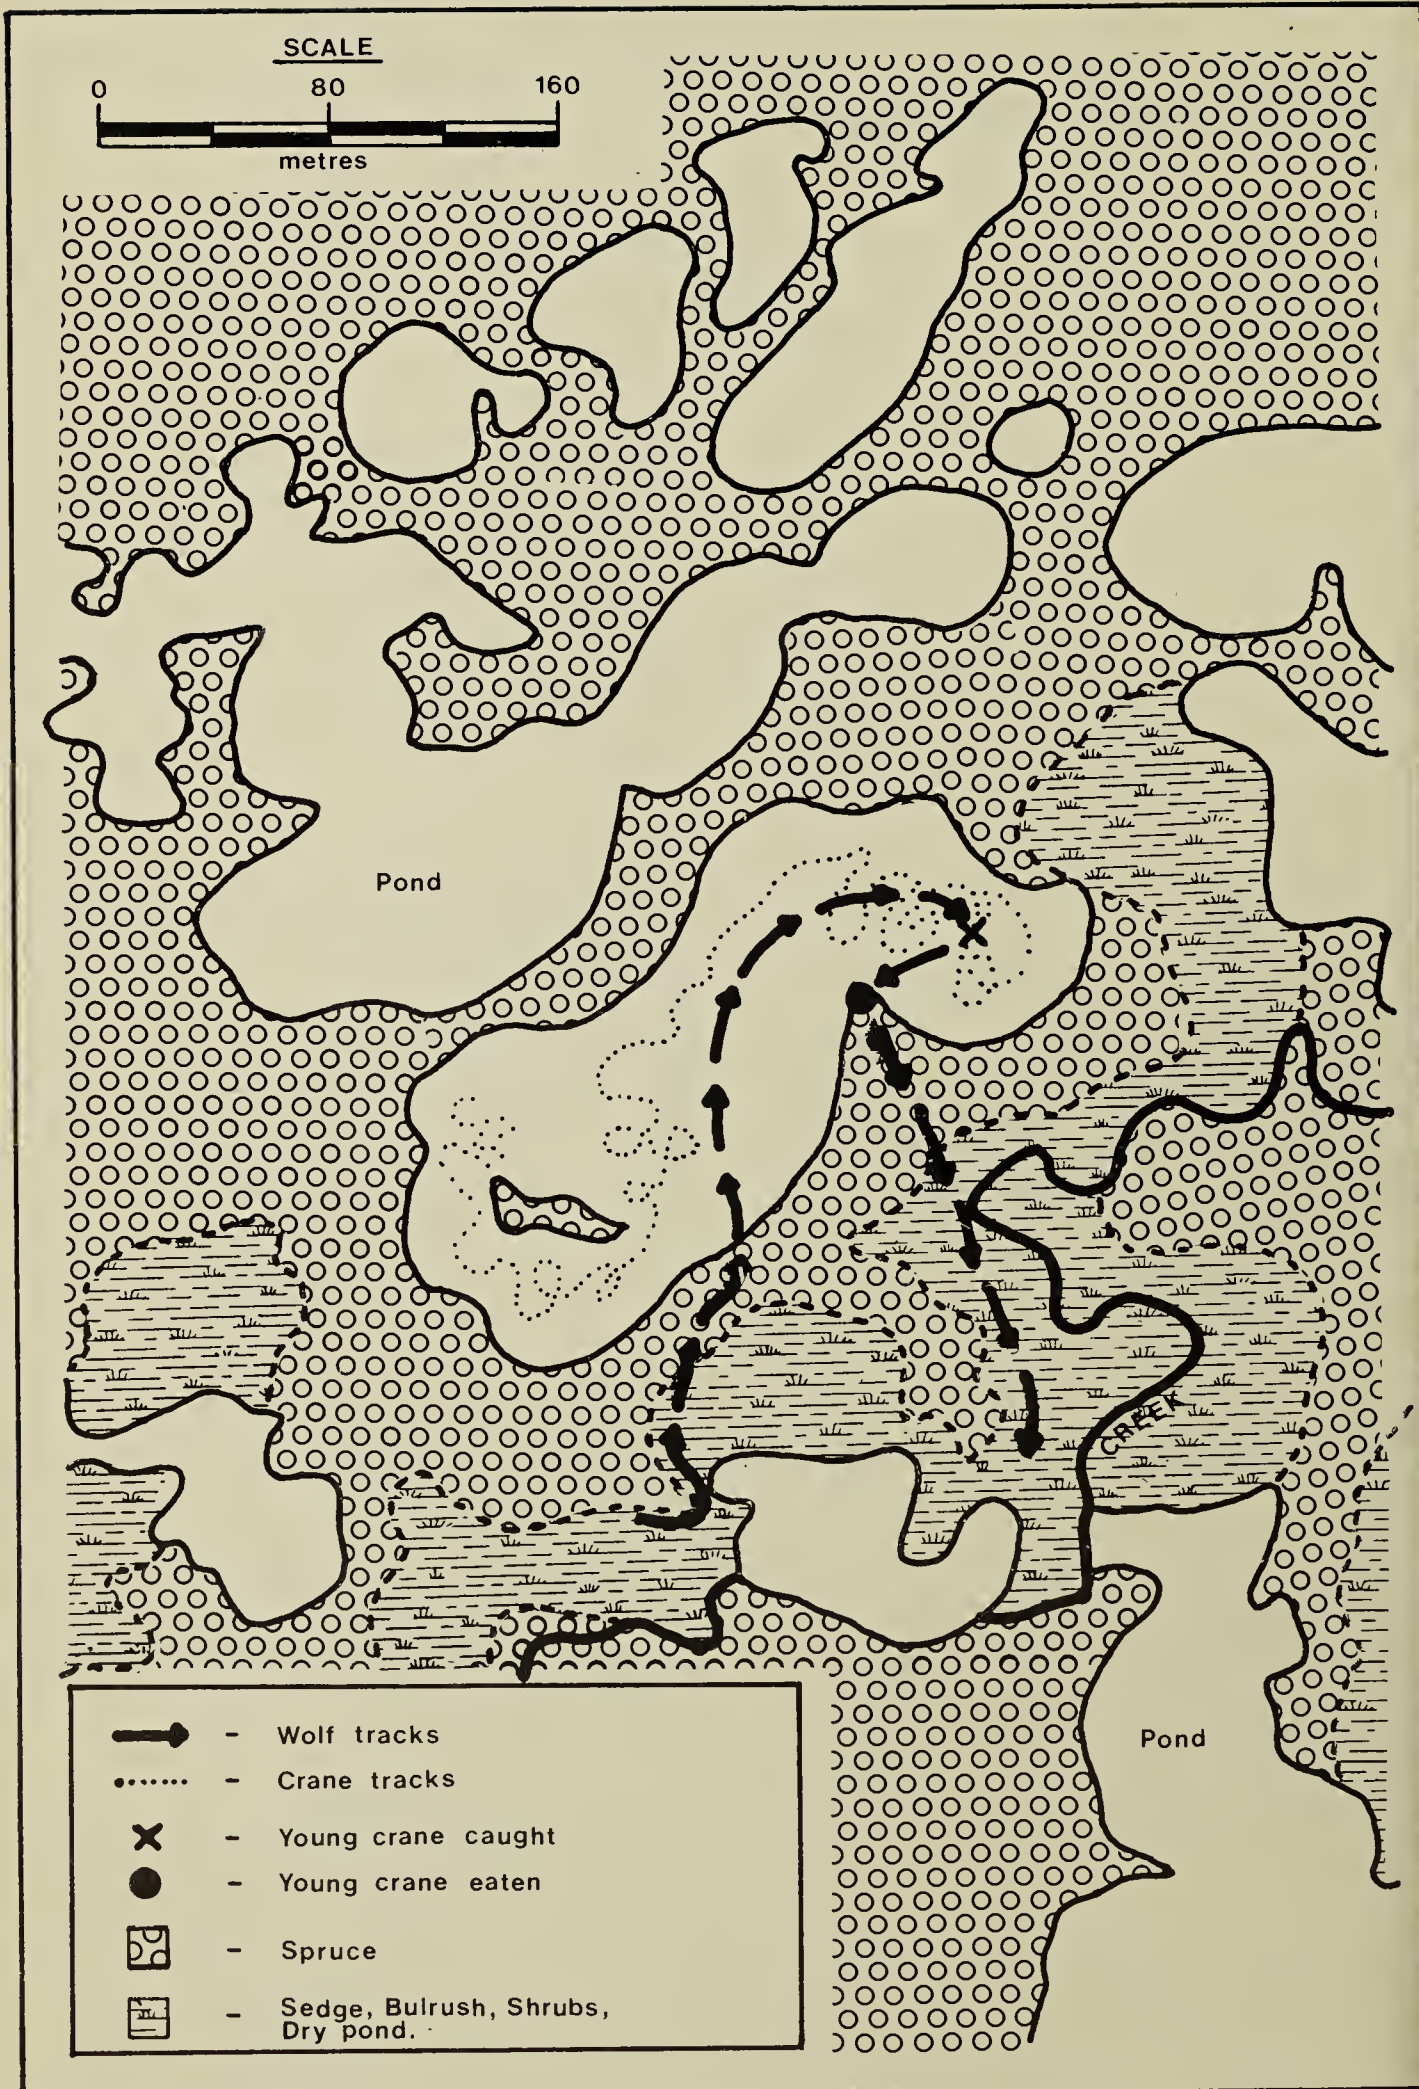 SCALE
0 80 160
metres
Pond
CREEK
Pond
- Wolf tracks
- Crane tracks
- Young crane caught
- Young crane eaten
- Spruce
- Sedge, Bulrush, Shrubs,
Dry pond.